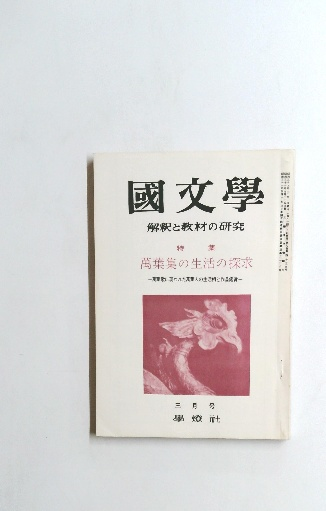 國文學
解釈と教材の研究
特集
萬葉集の生活の探求
三月号
學燈社